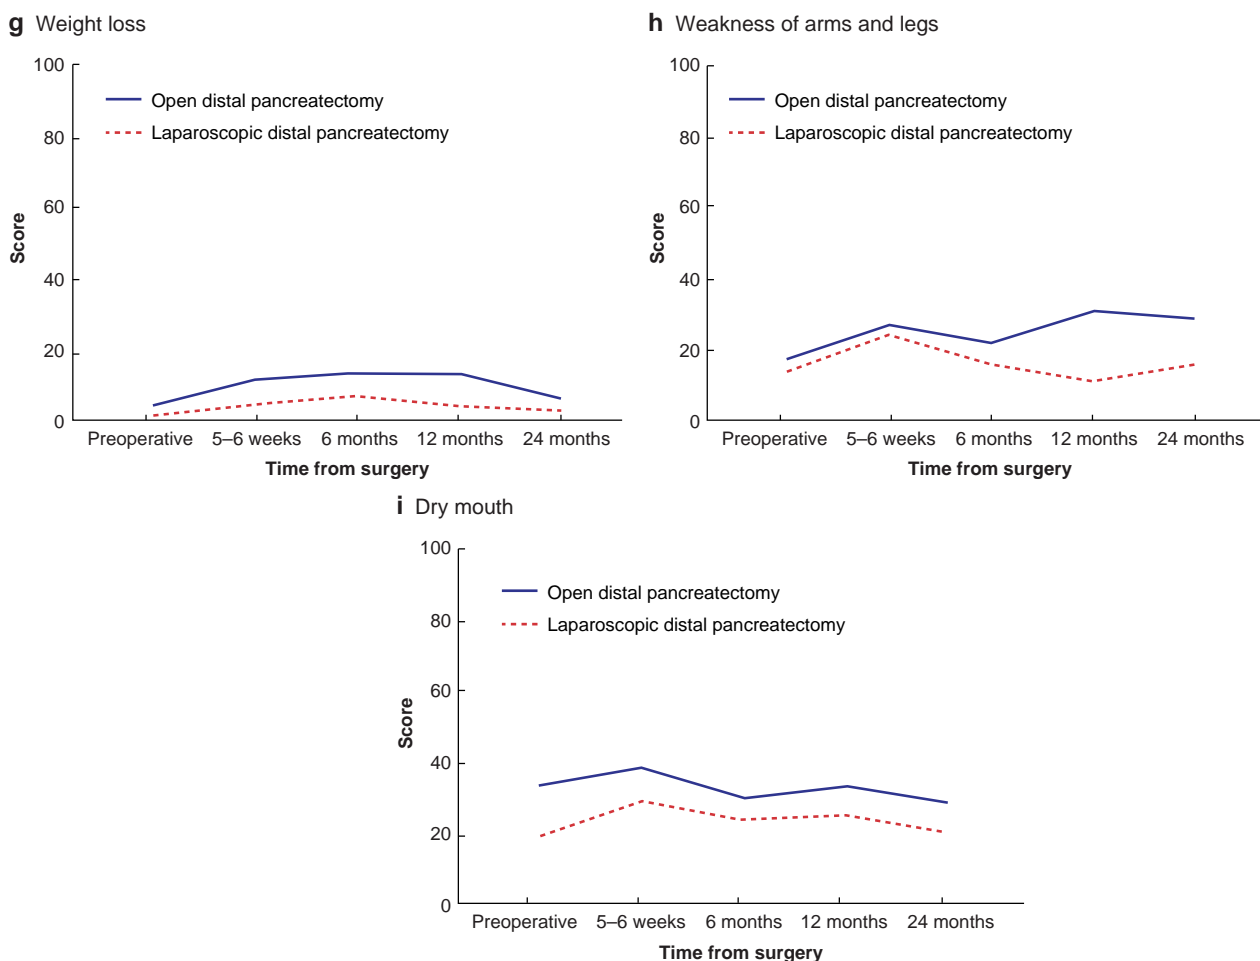 g Weight loss
100
80
60
40
20
0
Score
Open distal pancreatectomy
Laparoscopic distal pancreatectomy
Preoperative 5–6 weeks 6 months 12 months 24 months
Time from surgery
h Weakness of arms and legs
100
80
60
40
20
0
Score
Open distal pancreatectomy
Laparoscopic distal pancreatectomy
Preoperative 5–6 weeks 6 months 12 months 24 months
Time from surgery
i Dry mouth
100
80
60
40
20
0
Score
Open distal pancreatectomy
Laparoscopic distal pancreatectomy
Preoperative 5–6 weeks 6 months 12 months 24 months
Time from surgery